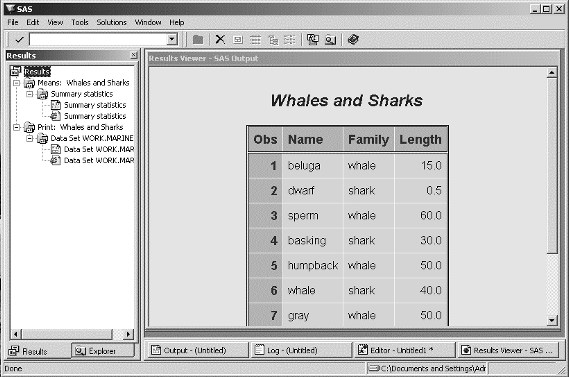 SAS
File Edit View Tools Solutions Window Help
Results
Results Viewer - SAS Output
Results
Means: Whales and Sharks
Summary statistics
Summary statistics
Summary statistics
Print: Whales and Sharks
Data Set WORK.MARINE
Data Set WORK.MAR
Data Set WORK.MAR
Whales and Sharks
Obs Name Family Length
1 beluga whale 15.0
2 dwarf shark 0.5
3 sperm whale 60.0
4 basking shark 30.0
5 humpback whale 50.0
6 whale shark 40.0
7 gray whale 50.0
Results Explorer
Output - (Untitled) Log - (Untitled) Editor - Untitled1 * Results Viewer - SAS ...
Done C:\Documents and Settings\Adr